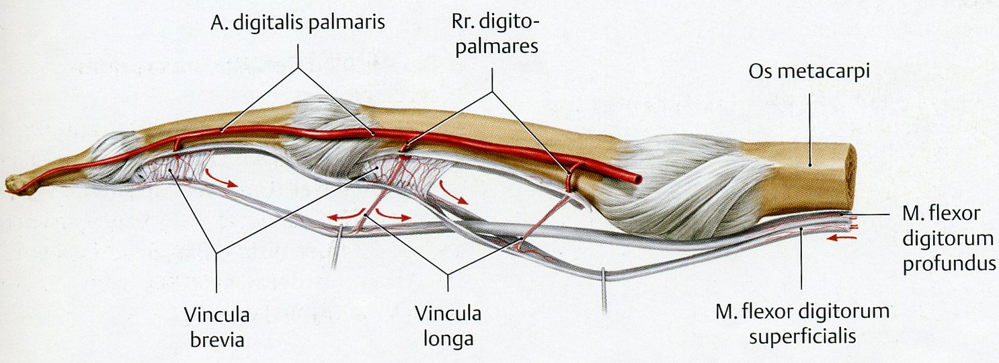 A. digitalis palmaris
Rr. digito-
palmares
Os metacarpi
M. flexor
digitorum
profundus
Vincula
brevia
Vincula
longa
M. flexor digitorum
superficialis